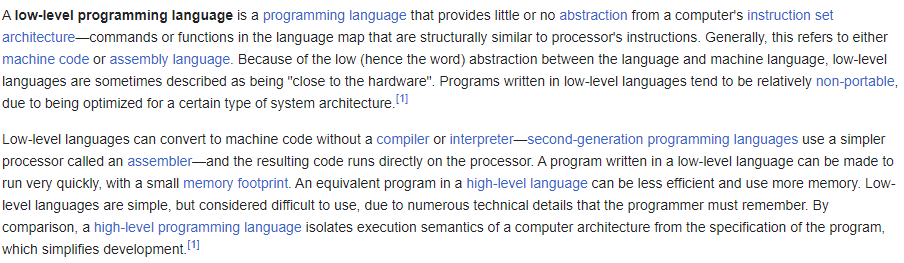 A low-level programming language is a programming language that provides little or no abstraction from a computer's instruction set
architecture—commands or functions in the language map that are structurally similar to processor's instructions. Generally, this refers to either
machine code or assembly language. Because of the low (hence the word) abstraction between the language and machine language, low-level
languages are sometimes described as being "close to the hardware". Programs written in low-level languages tend to be relatively non-portable,
due to being optimized for a certain type of system architecture.[1]
Low-level languages can convert to machine code without a compiler or interpreter—second-generation programming languages use a simpler
processor called an assembler—and the resulting code runs directly on the processor. A program written in a low-level language can be made to
run very quickly, with a small memory footprint. An equivalent program in a high-level language can be less efficient and use more memory. Low-
level languages are simple, but considered difficult to use, due to numerous technical details that the programmer must remember. By
comparison, a high-level programming language isolates execution semantics of a computer architecture from the specification of the program,
which simplifies development.[1]